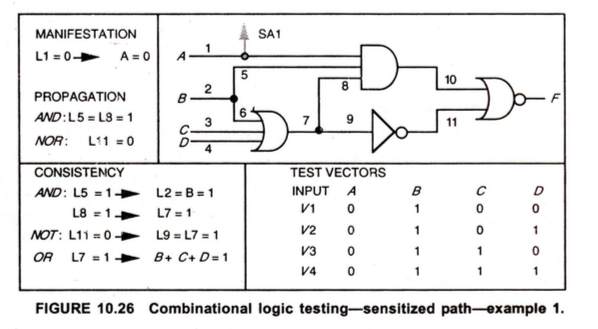 MANIFESTATION
L1 = 0 → A = 0
PROPAGATION
AND: L5 = L8 = 1
NOR: L11 = 0
SA1
A 1
5
8
B 2
6
C 3
D 4
7
9
10
11
F
CONSISTENCY
AND: L5 = 1 → L2 = B = 1
L8 = 1 → L7 = 1
NOT: L11 = 0 → L9 = L7 = 1
OR L7 = 1 → B + C + D = 1
TEST VECTORS
INPUT A B C D
V1 0 1 0 0
V2 0 1 0 1
V3 0 1 1 0
V4 0 1 1 1
FIGURE 10.26 Combinational logic testing—sensitized path—example 1.